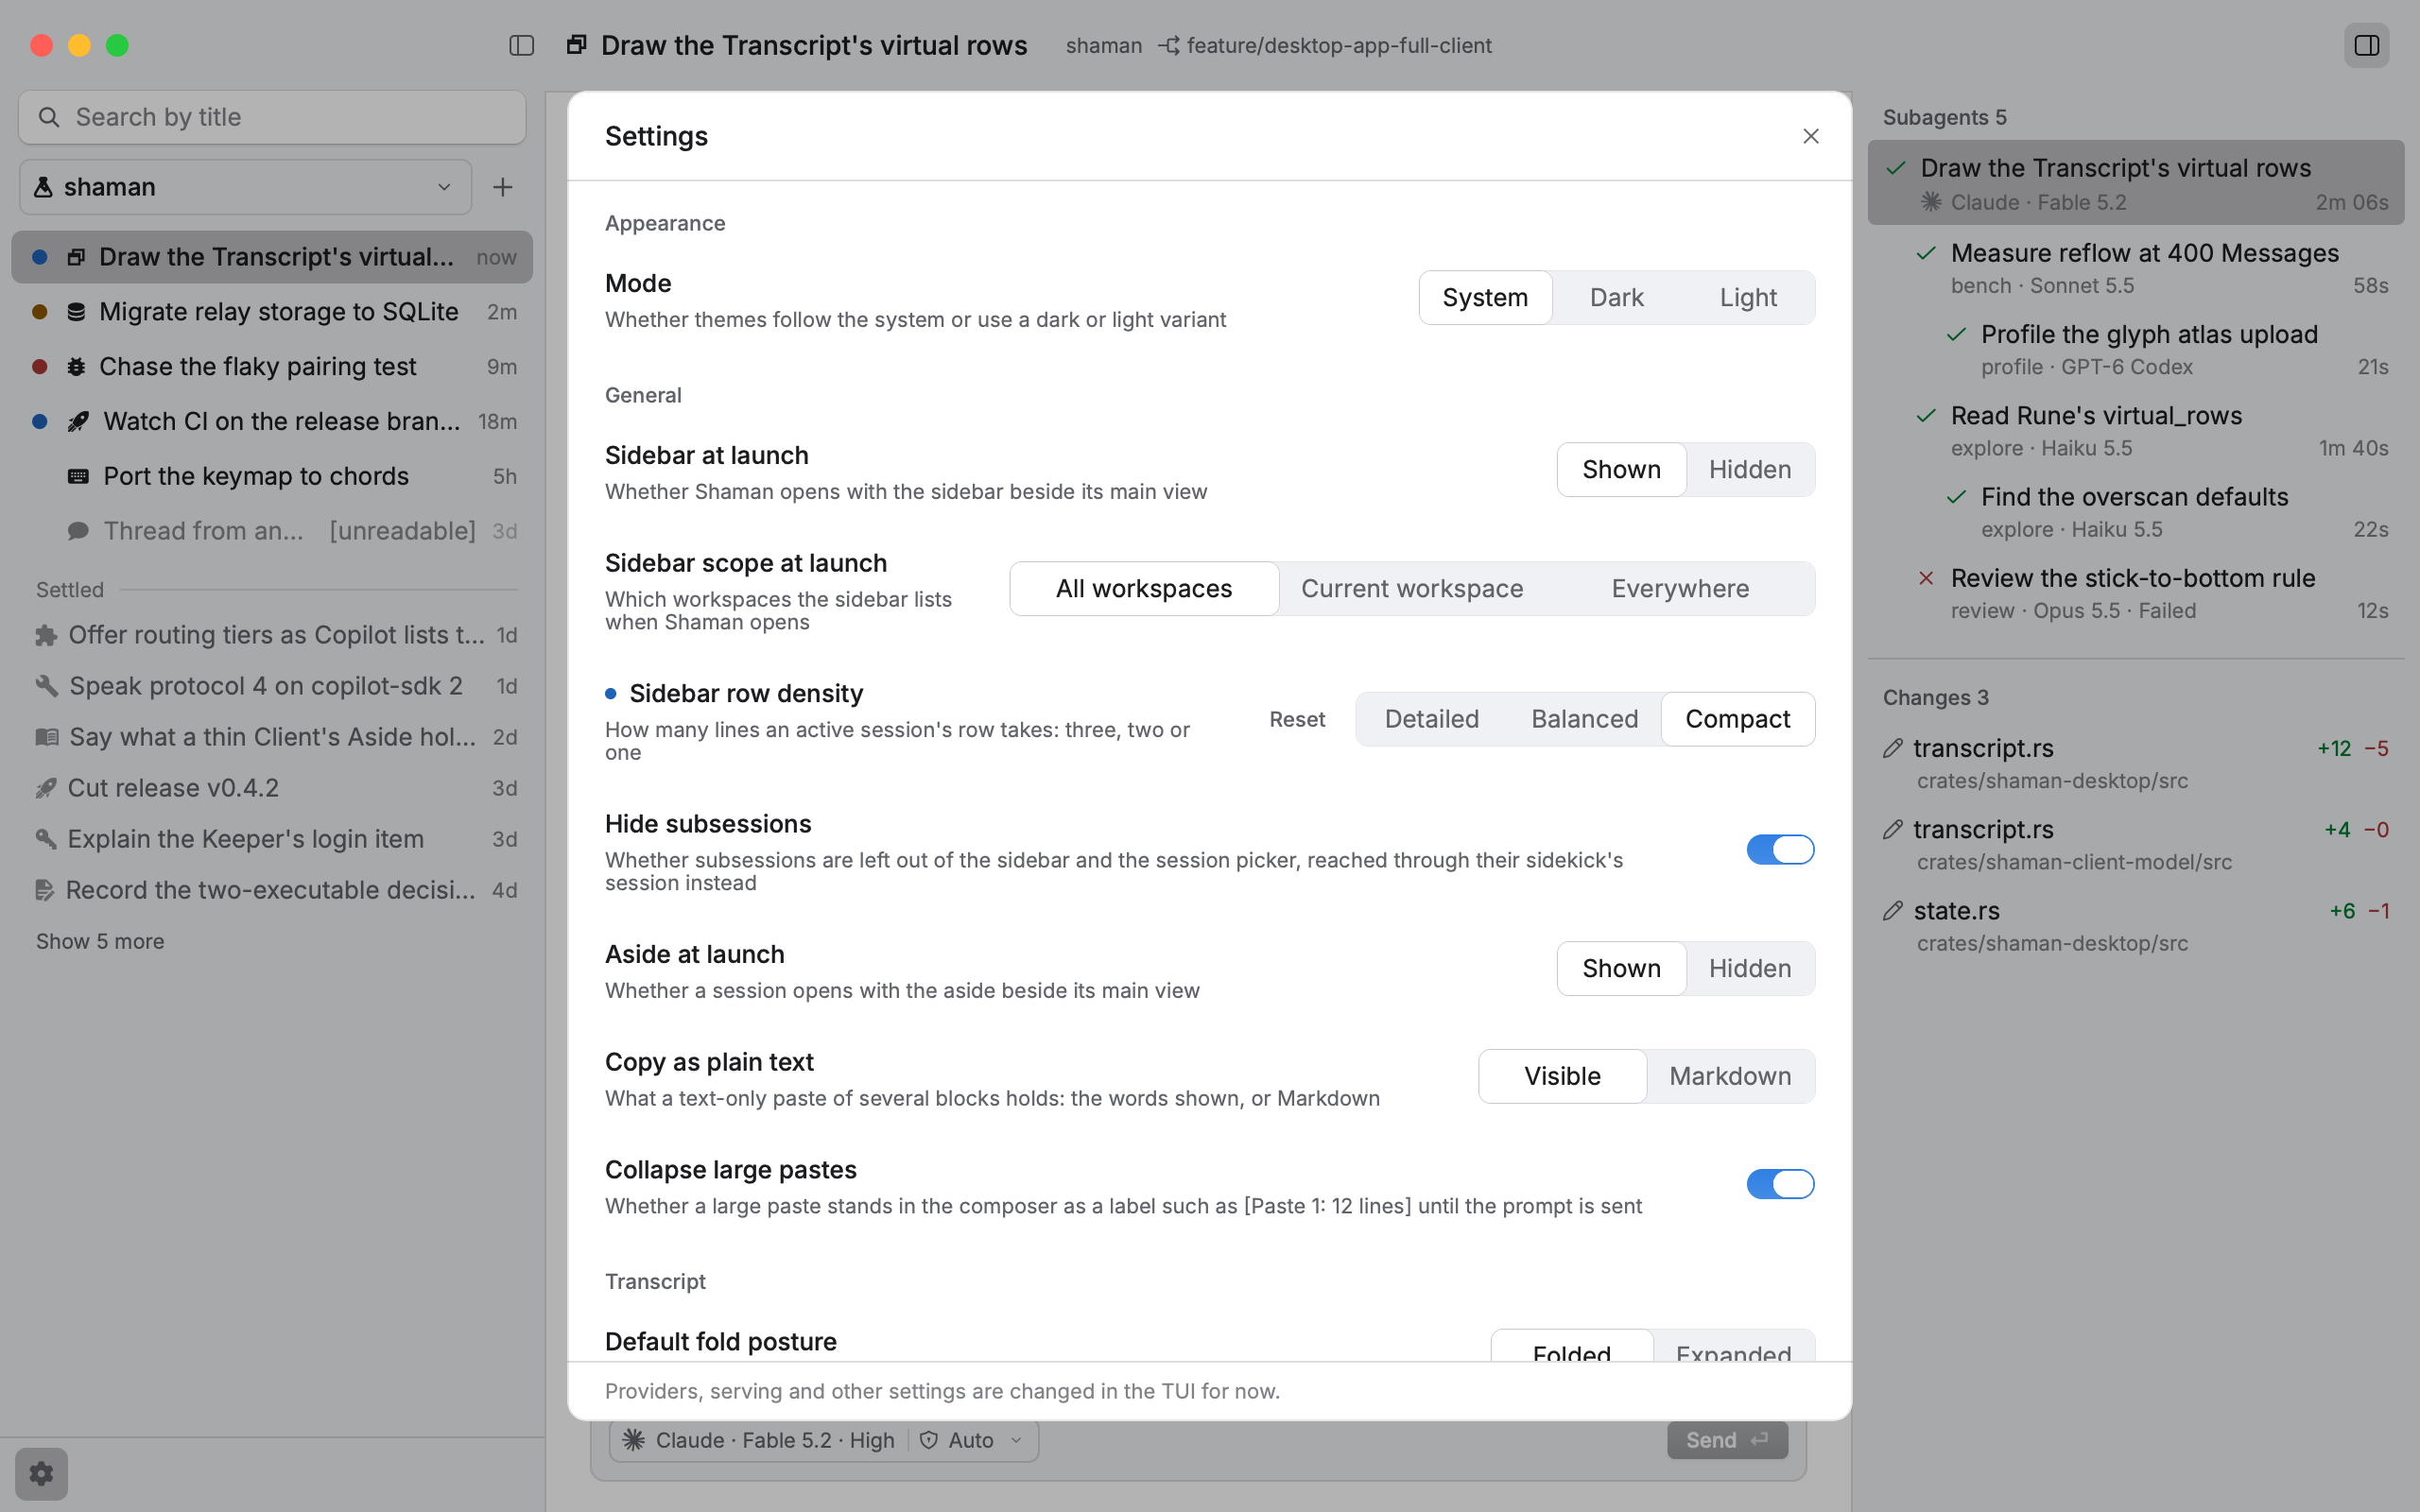 Draw the Transcript's virtual rows
shaman
feature/desktop-app-full-client
Search by title
shaman
Draw the Transcript's virtual... now
Migrate relay storage to SQLite 2m
Chase the flaky pairing test 9m
Watch CI on the release bran... 18m
Port the keymap to chords 5h
Thread from an... [unreadable] 3d
Settled
Offer routing tiers as Copilot lists t... 1d
Speak protocol 4 on copilot-sdk 2 1d
Say what a thin Client's Aside hol... 2d
Cut release v0.4.2 3d
Explain the Keeper's login item 3d
Record the two-executable decisi... 4d
Show 5 more
Settings
Appearance
Mode
Whether themes follow the system or use a dark or light variant
System Dark Light
General
Sidebar at launch
Whether Shaman opens with the sidebar beside its main view
Shown Hidden
Sidebar scope at launch
Which workspaces the sidebar lists
when Shaman opens
All workspaces Current workspace Everywhere
Sidebar row density
How many lines an active session's row takes: three, two or
one
Reset Detailed Balanced Compact
Hide subsessions
Whether subsessions are left out of the sidebar and the session picker, reached through their sidekick's
session instead
Aside at launch
Whether a session opens with the aside beside its main view
Shown Hidden
Copy as plain text
What a text-only paste of several blocks holds: the words shown, or Markdown
Visible Markdown
Collapse large pastes
Whether a large paste stands in the composer as a label such as [Paste 1: 12 lines] until the prompt is sent
Transcript
Default fold posture
Folded Expanded
Providers, serving and other settings are changed in the TUI for now.
Claude · Fable 5.2 · High Auto
Send
Subagents 5
Draw the Transcript's virtual rows
Claude · Fable 5.2 2m 06s
Measure reflow at 400 Messages
bench · Sonnet 5.5 58s
Profile the glyph atlas upload
profile · GPT-6 Codex 21s
Read Rune's virtual_rows
explore · Haiku 5.5 1m 40s
Find the overscan defaults
explore · Haiku 5.5 22s
Review the stick-to-bottom rule
review · Opus 5.5 · Failed 12s
Changes 3
transcript.rs +12 −5
crates/shaman-desktop/src
transcript.rs +4 −0
crates/shaman-client-model/src
state.rs +6 −1
crates/shaman-desktop/src